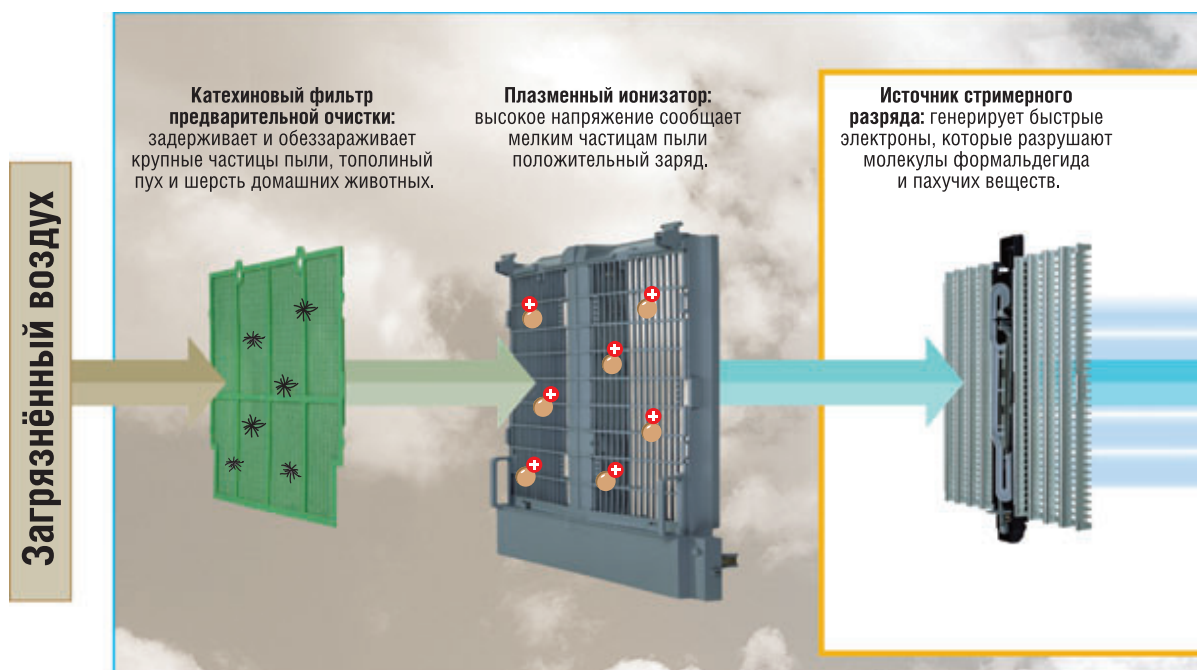 Загрязнённый воздух
Катехиновый фильтр
предварительной очистки:
задерживает и обеззараживает
крупные частицы пыли, тополиный
пух и шерсть домашних животных.
Плазменный ионизатор:
высокое напряжение сообщает
мелким частицам пыли
положительный заряд.
Источник стримерного
разряда: генерирует быстрые
электроны, которые разрушают
молекулы формальдегида
и пахучих веществ.